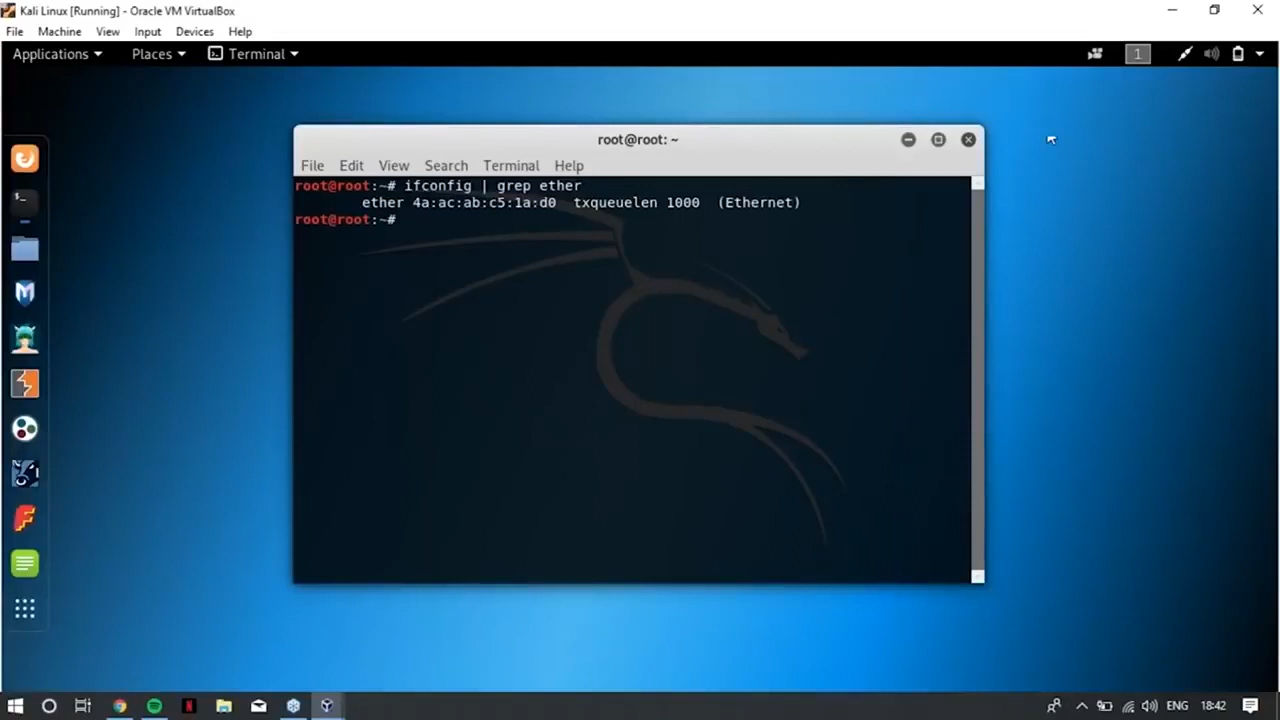 Kali Linux [Running] - Oracle VM VirtualBox
File Machine View Input Devices Help
Applications Places Terminal 1
root@root: ~
File Edit View Search Terminal Help
root@root:~# ifconfig | grep ether
ether 4a:ac:ab:c5:1a:d0 txqueuelen 1000 (Ethernet)
root@root:~#
ENG 18:42